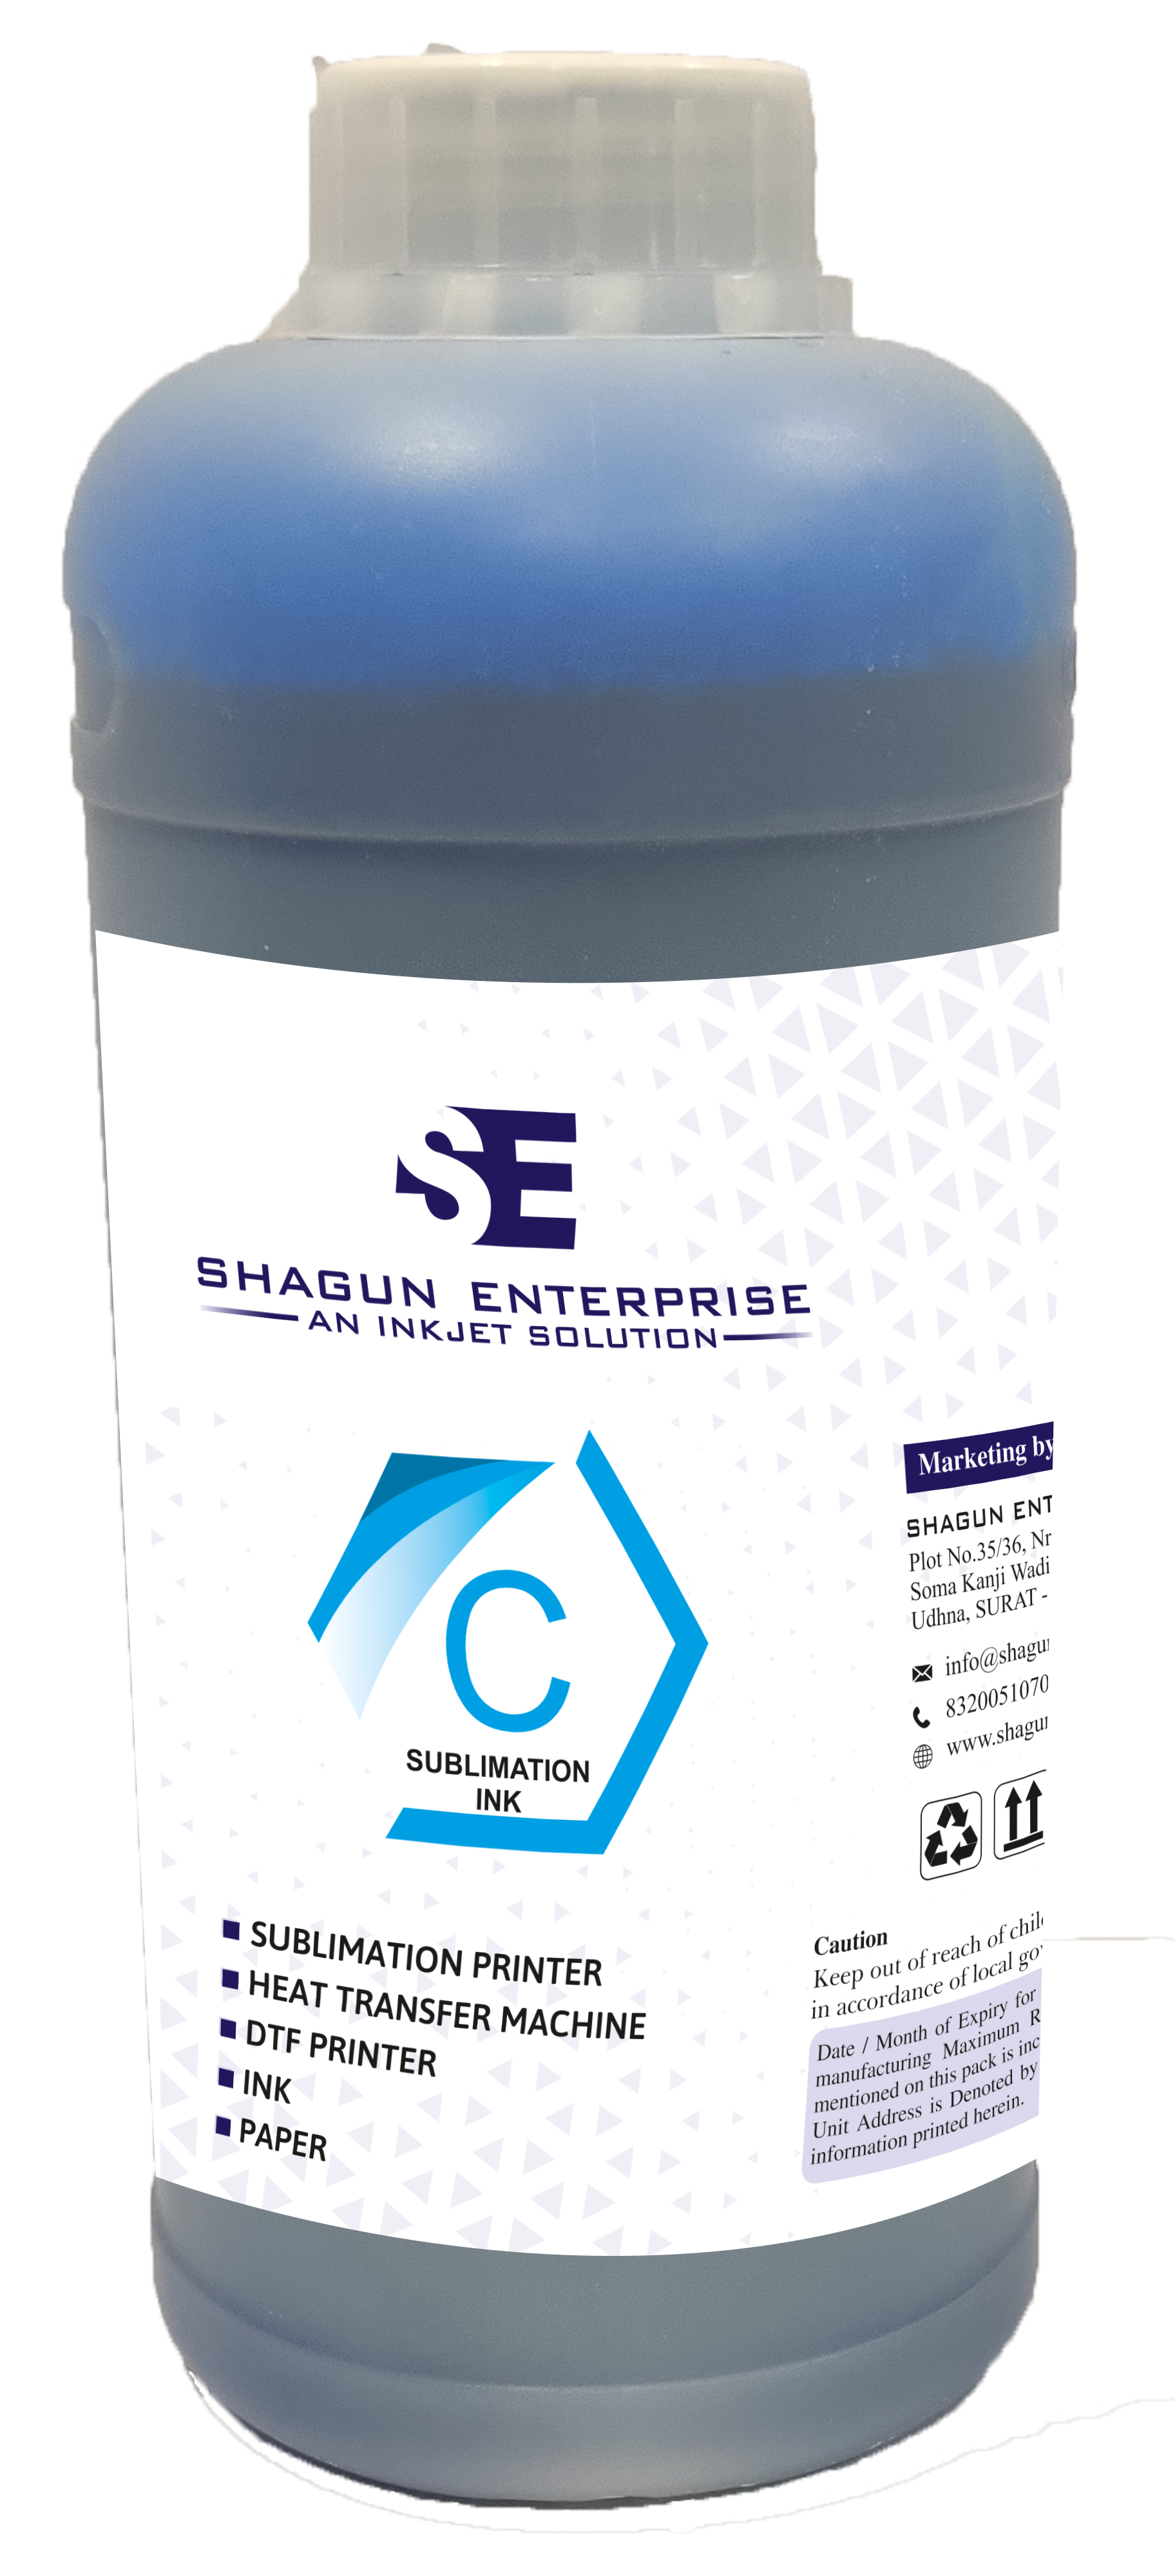 SE
SHAGUN ENTERPRISE
AN INKJET SOLUTION
C
SUBLIMATION
INK
SUBLIMATION PRINTER
HEAT TRANSFER MACHINE
DTF PRINTER
INK
PAPER
Marketing by
SHAGUN ENT
Plot No.35/36, Nr
Soma Kanji Wadi
Udhna, SURAT -
info@shagu
8320051070
www.shagu
Caution
Keep out of reach of chil
in accordance of local go
Date / Month of Expiry for
manufacturing Maximum R
mentioned on this pack is inc
Unit Address is Denoted by
information printed herein.